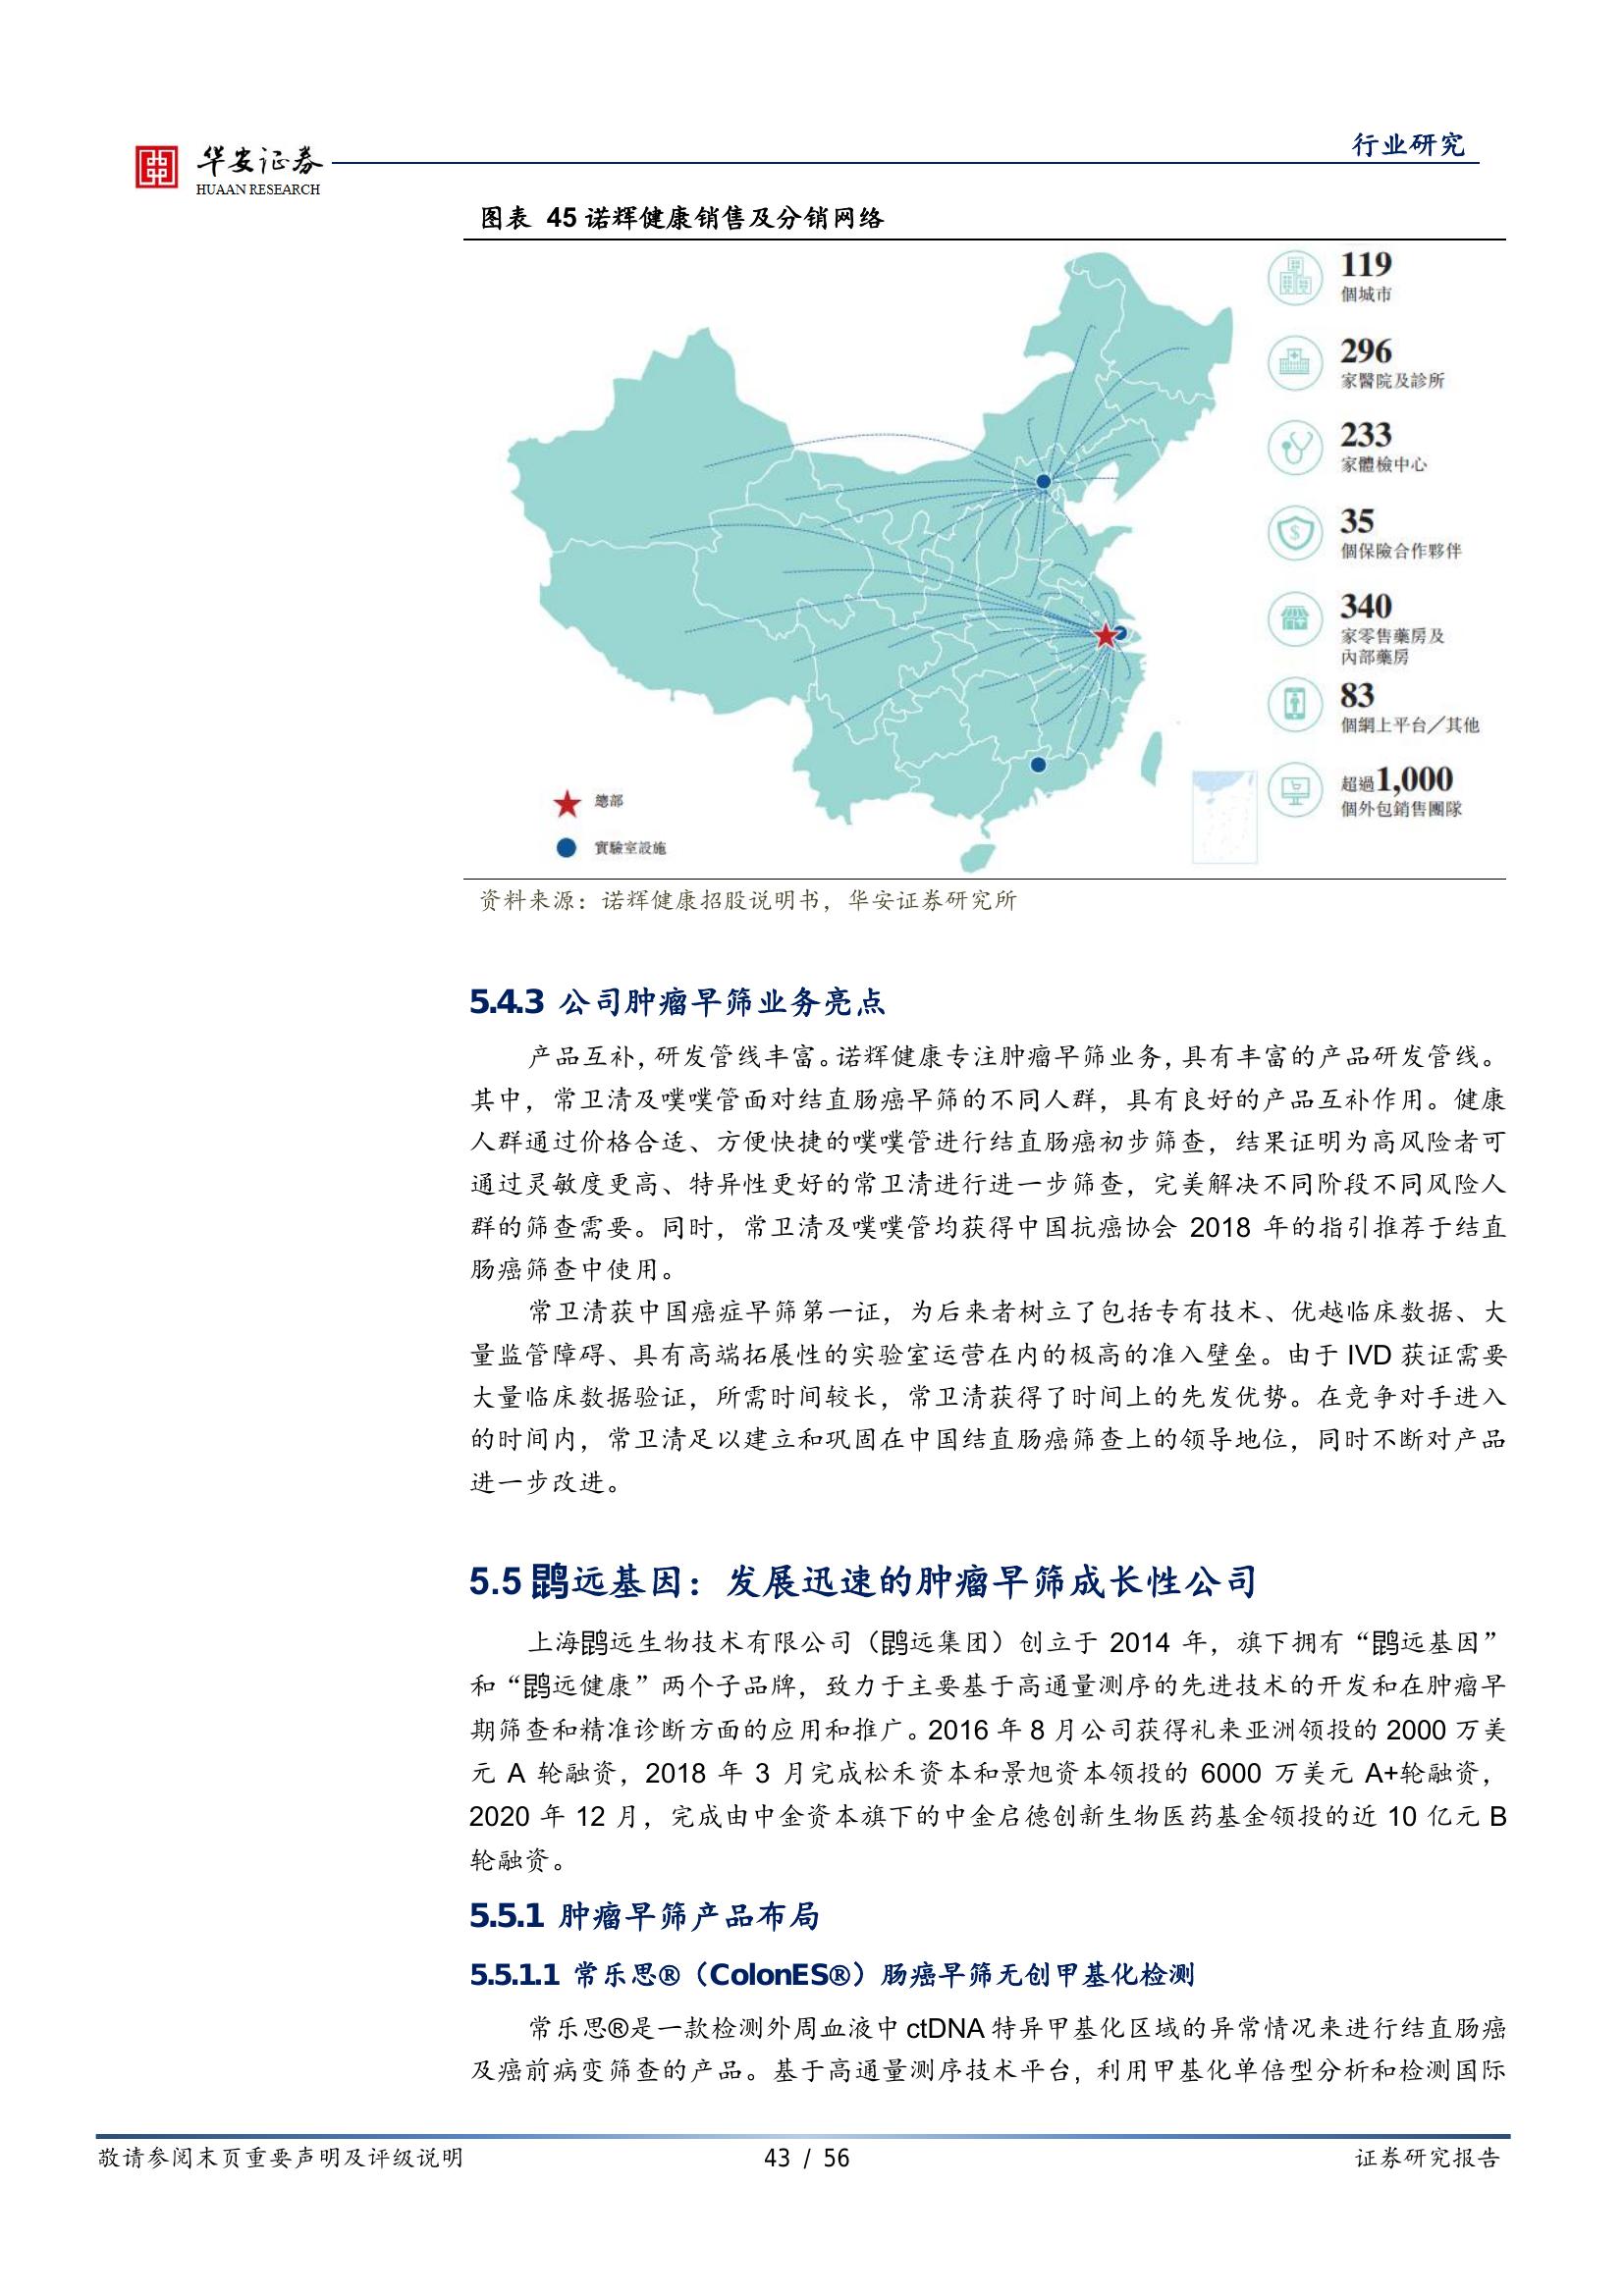 华安证券
HUAAN RESEARCH
行业研究
图表 45 诺辉健康销售及分销网络
119
個城市
296
家醫院及診所
233
家體檢中心
35
個保險合作夥伴
340
家零售藥房及
內部藥房
83
個網上平台／其他
超過1,000
個外包銷售團隊
總部
實驗室設施
资料来源：诺辉健康招股说明书，华安证券研究所
5.4.3 公司肿瘤早筛业务亮点
产品互补，研发管线丰富。诺辉健康专注肿瘤早筛业务，具有丰富的产品研发管线。
其中，常卫清及噗噗管面对结直肠癌早筛的不同人群，具有良好的产品互补作用。健康
人群通过价格合适、方便快捷的噗噗管进行结直肠癌初步筛查，结果证明为高风险者可
通过灵敏度更高、特异性更好的常卫清进行进一步筛查，完美解决不同阶段不同风险人
群的筛查需要。同时，常卫清及噗噗管均获得中国抗癌协会 2018 年的指引推荐于结直
肠癌筛查中使用。
常卫清获中国癌症早筛第一证，为后来者树立了包括专有技术、优越临床数据、大
量监管障碍、具有高端拓展性的实验室运营在内的极高的准入壁垒。由于 IVD 获证需要
大量临床数据验证，所需时间较长，常卫清获得了时间上的先发优势。在竞争对手进入
的时间内，常卫清足以建立和巩固在中国结直肠癌筛查上的领导地位，同时不断对产品
进一步改进。
5.5 鹍远基因：发展迅速的肿瘤早筛成长性公司
上海鹍远生物技术有限公司（鹍远集团）创立于 2014 年，旗下拥有“鹍远基因”
和“鹍远健康”两个子品牌，致力于主要基于高通量测序的先进技术的开发和在肿瘤早
期筛查和精准诊断方面的应用和推广。2016 年 8 月公司获得礼来亚洲领投的 2000 万美
元 A 轮融资，2018 年 3 月完成松禾资本和景旭资本领投的 6000 万美元 A+轮融资，
2020 年 12 月，完成由中金资本旗下的中金启德创新生物医药基金领投的近 10 亿元 B
轮融资。
5.5.1 肿瘤早筛产品布局
5.5.1.1 常乐思®（ColonES®）肠癌早筛无创甲基化检测
常乐思®是一款检测外周血液中 ctDNA 特异甲基化区域的异常情况来进行结直肠癌
及癌前病变筛查的产品。基于高通量测序技术平台，利用甲基化单倍型分析和检测国际
敬请参阅末页重要声明及评级说明
43 / 56
证券研究报告